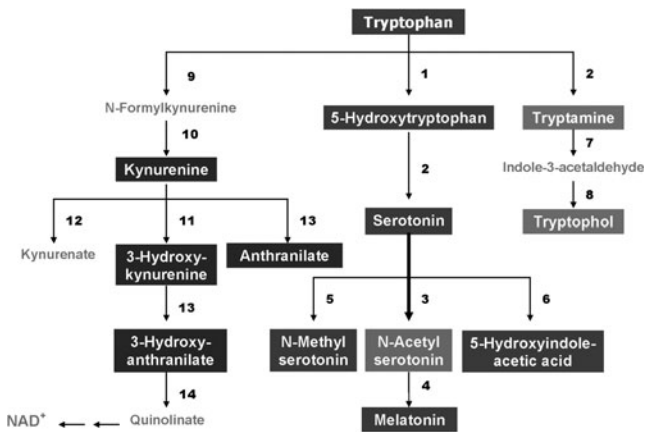 Tryptophan
9
1
2
N-Formylkynurenine
5-Hydroxytryptophan
Tryptamine
10
2
7
Kynurenine
Indole-3-acetaldehyde
8
12
11
13
Serotonin
Tryptophol
Kynurenate
3-Hydroxy-
kynurenine
Anthranilate
13
5
3
6
3-Hydroxy-
anthranilate
N-Methyl
serotonin
N-Acetyl
serotonin
5-Hydroxyindole-
acetic acid
14
4
NAD⁺
Quinolinate
Melatonin